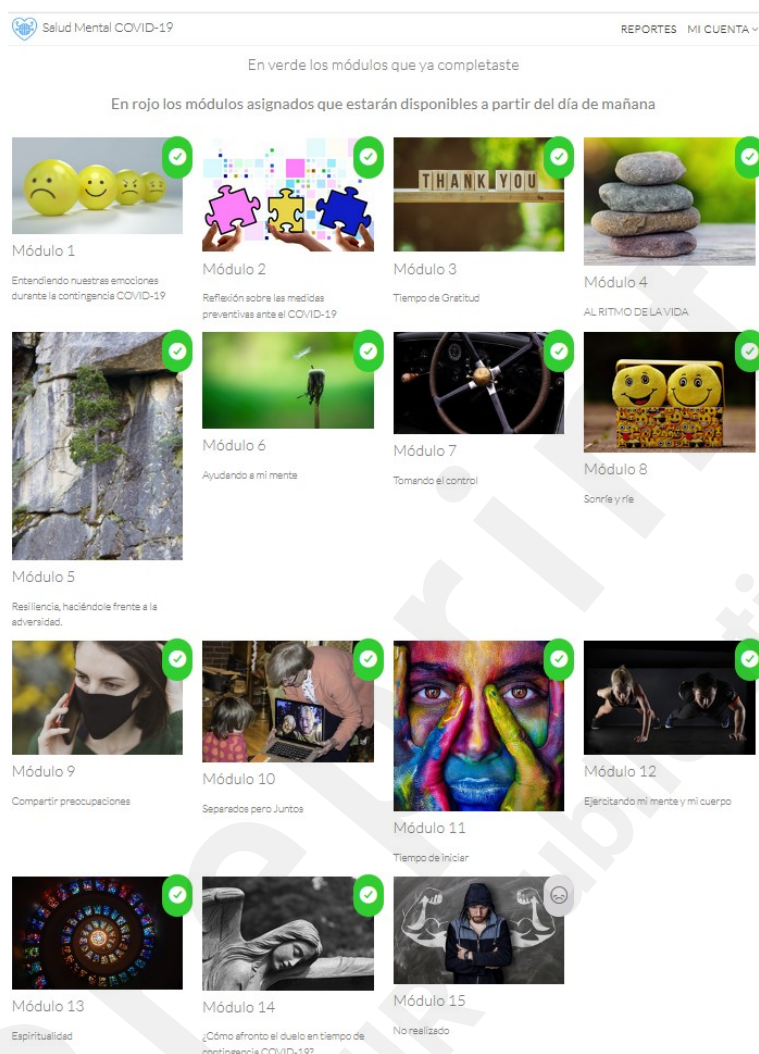 Salud Mental COVID-19
REPORTES MI CUENTA
En verde los módulos que ya completaste
En rojo los módulos asignados que estarán disponibles a partir del día de mañana
Módulo 1
Entendiendo nuestras emociones
durante la contingencia COVID-19
Módulo 2
Reflexión sobre las medidas
preventivas ante el COVID-19
THANK YOU
Módulo 3
Tiempo de Gratitud
Módulo 4
AL RITMO DE LA VIDA
Módulo 5
Resiliencia, haciéndole frente a la
adversidad.
Módulo 6
Ayudando a mi mente
Módulo 7
Tomando el control
Módulo 8
Sonríe y ríe
Módulo 9
Compartir preocupaciones
Módulo 10
Separados pero Juntos
Módulo 11
Tiempo de iniciar
Módulo 12
Ejercitando mi mente y mi cuerpo
Módulo 13
Espiritualidad
Módulo 14
¿Cómo afronto el duelo en tiempo de
contingencia COVID-19?
Módulo 15
No realizado